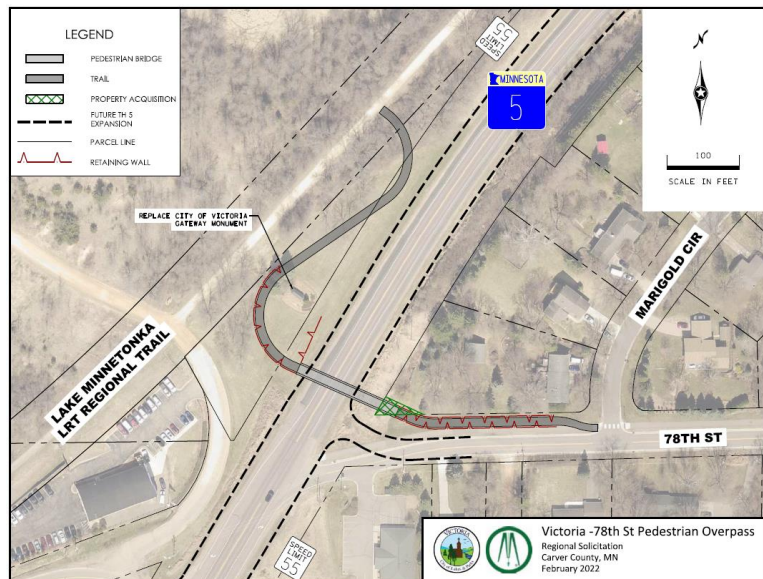 LEGEND
PEDESTRIAN BRIDGE
TRAIL
PROPERTY ACQUISITION
FUTURE TH 5
EXPANSION
PARCEL LINE
RETAINING WALL
SPEED
LIMIT
55
MINNESOTA
5
N
100
SCALE IN FEET
REPLACE CITY OF VICTORIA
GATEWAY MONUMENT
MARIGOLD CIR
LAKE MINNETONKA
LRT REGIONAL TRAIL
78TH ST
SPEED
LIMIT
55
VICTORIA
Victoria -78th St Pedestrian Overpass
Regional Solicitation
Carver County, MN
February 2022